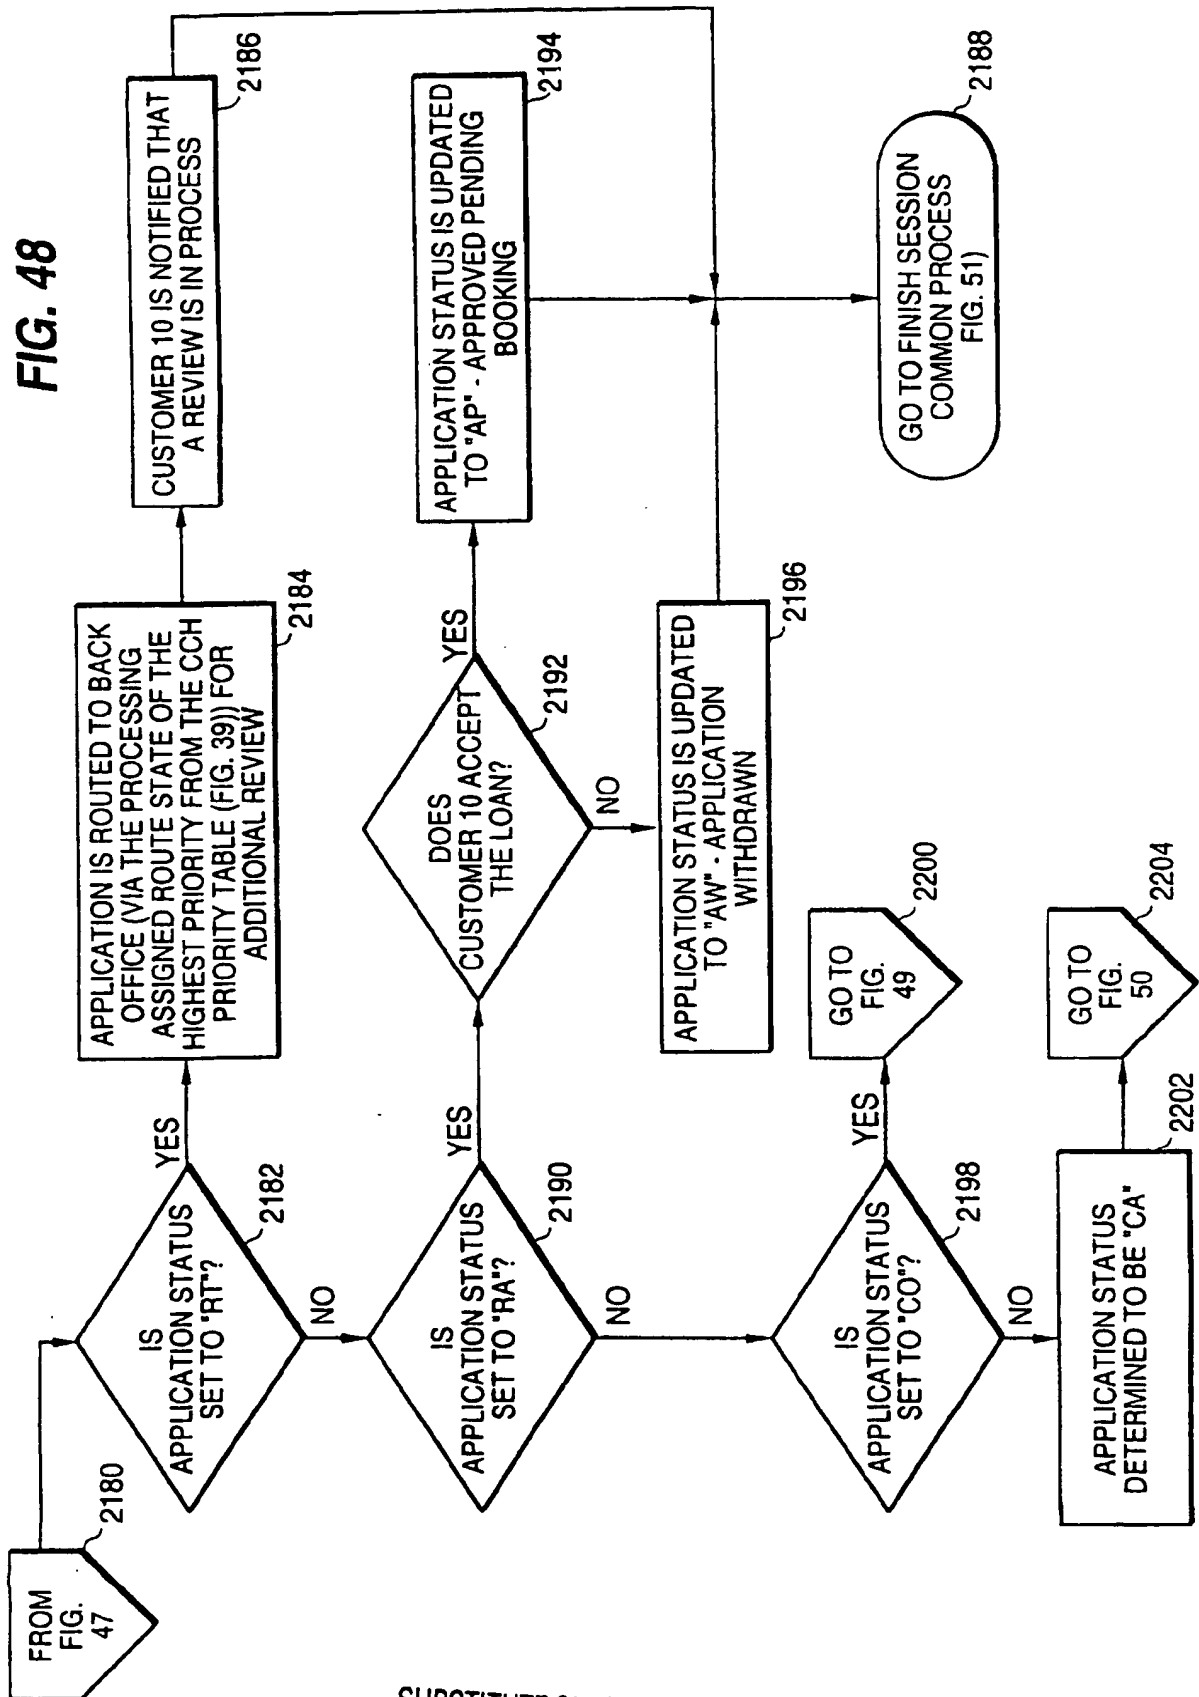 FIG. 48
FROM
FIG.
47
2180
IS
APPLICATION STATUS
SET TO "RT"?
2182
YES
NO
APPLICATION IS ROUTED TO BACK
OFFICE (VIA THE PROCESSING
ASSIGNED ROUTE STATE OF THE
HIGHEST PRIORITY FROM THE CCH
PRIORITY TABLE (FIG. 39)) FOR
ADDITIONAL REVIEW
2184
CUSTOMER 10 IS NOTIFIED THAT
A REVIEW IS IN PROCESS
2186
IS
APPLICATION STATUS
SET TO "RA"?
2190
YES
NO
DOES
CUSTOMER 10 ACCEPT
THE LOAN?
2192
YES
NO
APPLICATION STATUS IS UPDATED
TO "AP" - APPROVED PENDING
BOOKING
2194
APPLICATION STATUS IS UPDATED
TO "AW" - APPLICATION
WITHDRAWN
2196
GO TO FINISH SESSION
COMMON PROCESS
FIG. 51)
2188
IS
APPLICATION STATUS
SET TO "CO"?
2198
YES
NO
GO TO
FIG.
49
2200
APPLICATION STATUS
DETERMINED TO BE "CA"
2202
GO TO
FIG.
50
2204